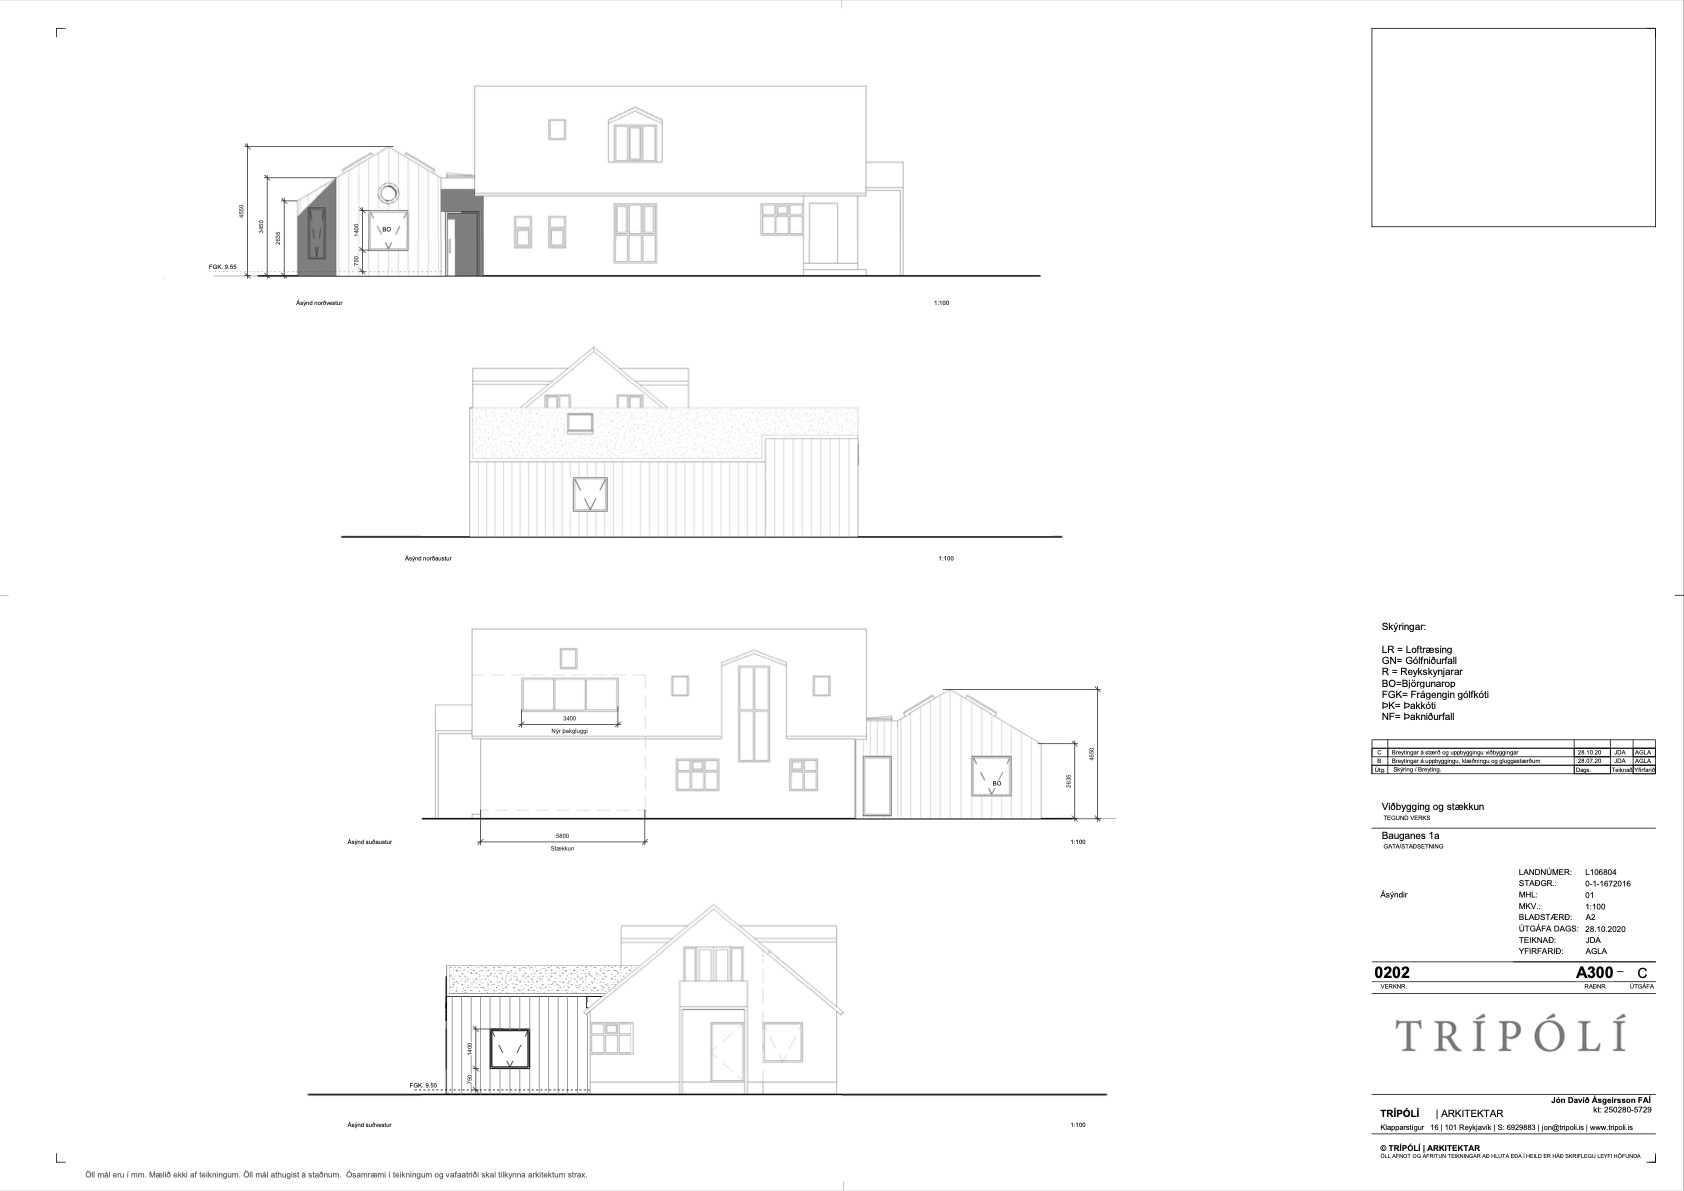 4550
3450
2635
1400
750
BO
FGK. 9.55
Ásýnd norðvestur
1:100
Ásýnd norðaustur
1:100
3400
Nýr þakgluggi
BO
2635
4550
5800
Stækkun
Ásýnd suðaustur
1:100
1400
750
FGK. 9.55
Ásýnd suðvestur
1:100
Öll mál eru í mm. Mælið ekki af teikningum. Öll mál athugist á staðnum. Ósamræmi í teikningum og vafaatriði skal tilkynna arkitektum strax.
Skýringar:
LR = Loftræsing
GN= Gólfniðurfall
R = Reykskynjarar
BO=Björgunarop
FGK= Frágengin gólfkóti
ÞK= Þakkóti
NF= Þakniðurfall
C Breytingar á stærð og uppbyggingu viðbyggingar 28.10.20 JDA AGLA
B Breytingar á uppbyggingu, klæðningu og gluggastærðum 28.07.20 JDA AGLA
Útg. Skýring / Breyting. Dags. Teiknað Yfirfarið
Viðbygging og stækkun
TEGUND VERKS
Bauganes 1a
GATA/STAÐSETNING
Ásýndir
LANDNÚMER: L106804
STAÐGR.: 0-1-1672016
MHL: 01
MKV.: 1:100
BLAÐSTÆRÐ: A2
ÚTGÁFA DAGS: 28.10.2020
TEIKNAÐ: JDA
YFIRFARIÐ: AGLA
0202 A300 – C
VERKNR. RAÐNR. ÚTGÁFA
TRÍPÓLÍ
Jón Davíð Ásgeirsson FAÍ
kt: 250280-5729
TRÍPÓLÍ | ARKITEKTAR
Klapparstígur 16 | 101 Reykjavík | S: 6929883 | jon@tripoli.is | www.tripoli.is
© TRÍPÓLÍ | ARKITEKTAR
ÖLL AFNOT OG AFRITUN TEIKNINGAR AÐ HLUTA EÐA Í HEILD ER HÁÐ SKRIFLEGU LEYFI HÖFUNDA